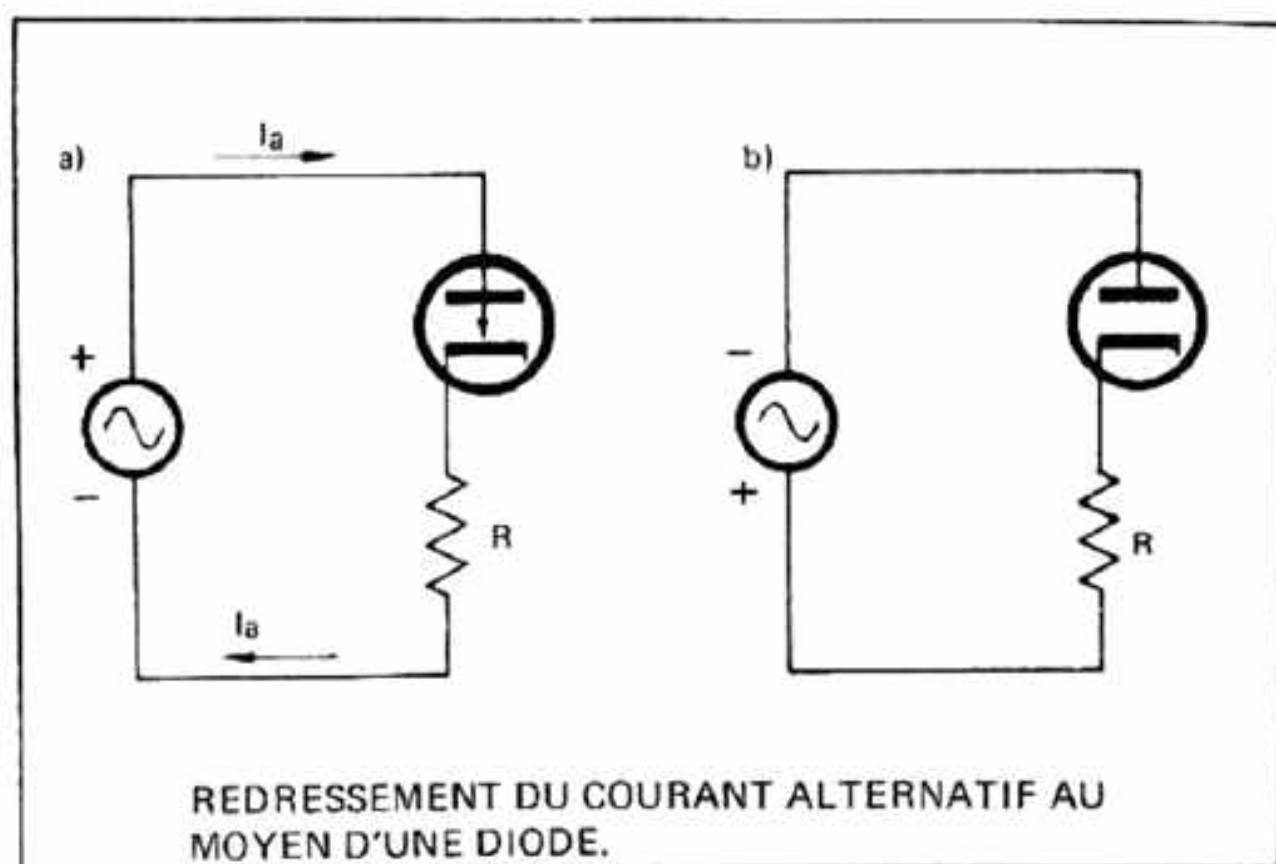 a)
Ia
b)
Ia
+
-
R
-
+
R
REDRESSEMENT DU COURANT ALTERNATIF AU
MOYEN D'UNE DIODE.